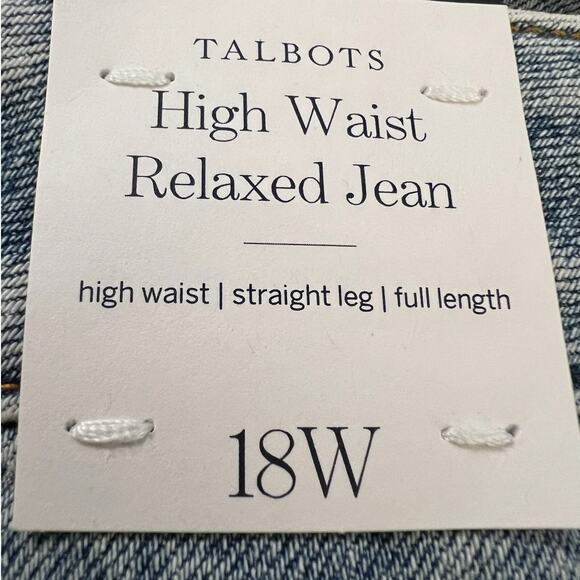 TALBOTS
High Waist
Relaxed Jean
high waist | straight leg | full length
18W